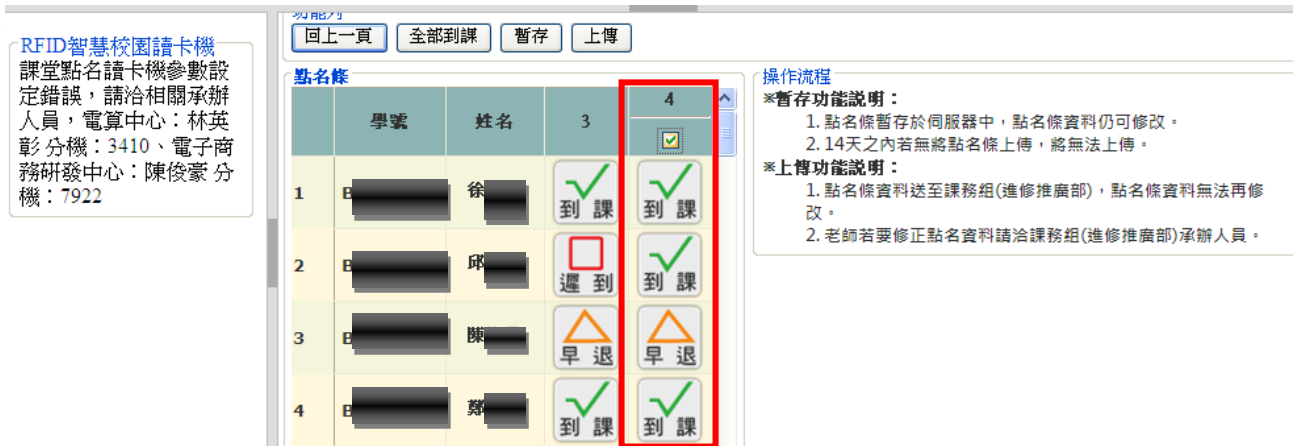 功能列
RFID智慧校園讀卡機
課堂點名讀卡機參數設
定錯誤，請洽相關承辦
人員，電算中心：林英
彰 分機：3410、電子商
務研發中心：陳俊豪 分
機：7922
回上一頁 全部到課 暫存 上傳
點名條
學號 姓名 3 4
1 B 徐 到 課 到 課
2 B 邱 遲 到 到 課
3 B 陳 早 退 早 退
4 B 鄭 到 課 到 課
操作流程
※暫存功能說明：
1. 點名條暫存於伺服器中，點名條資料仍可修改。
2. 14天之內若無將點名條上傳，將無法上傳。
※上傳功能說明：
1. 點名條資料送至課務組(進修推廣部)，點名條資料無法再修
改。
2. 老師若要修正點名資料請洽課務組(進修推廣部)承辦人員。